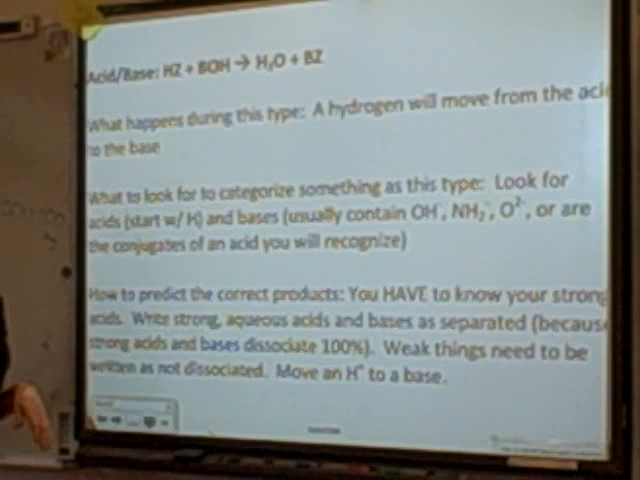 Acid/Base: HZ + BOH → H₂O + BZ
What happens during this type: A hydrogen will move from the acid
to the base
What to look for to categorize something as this type: Look for
acids (start w/ H) and bases (usually contain OH⁻, NH₂⁻, O²⁻, or are
the conjugates of an acid you will recognize)
How to predict the correct products: You HAVE to know your strong
acids. Write strong, aqueous acids and bases as separated (because
strong acids and bases dissociate 100%). Weak things need to be
written as not dissociated. Move an H⁺ to a base.